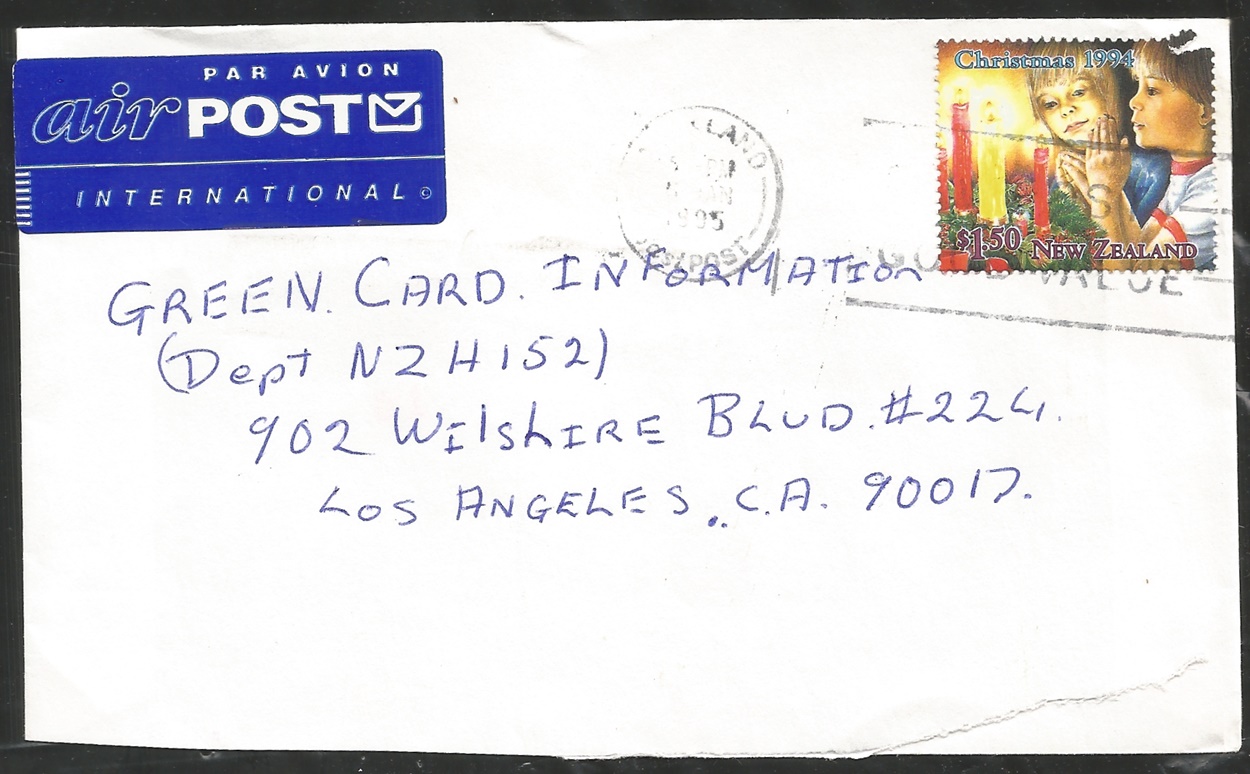 PAR AVION
air POST
INTERNATIONAL ©
Christmas 1994
$1.50 NEW ZEALAND
1995
VALUE
GREEN. CARD. INFORMATION
(Dept NZH152)
902 WILSHIRE BLVD. #224.
LOS ANGELES, C.A. 90017.